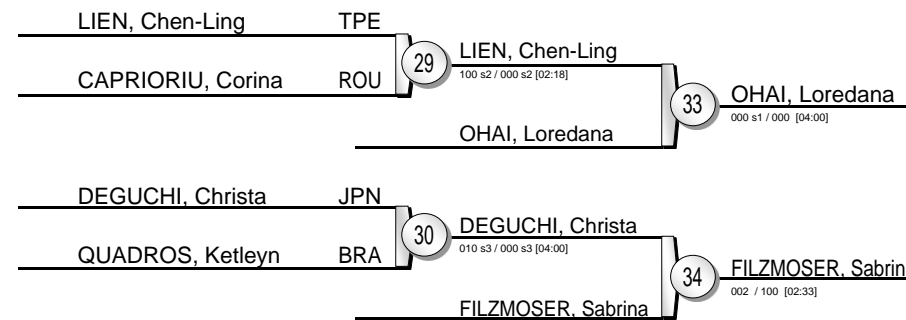 LIEN, Chen-Ling TPE
29
LIEN, Chen-Ling
100 s2 / 000 s2 [02:18]
CAPRIORIU, Corina ROU
33
OHAI, Loredana
000 s1 / 000 [04:00]
OHAI, Loredana
DEGUCHI, Christa JPN
30
DEGUCHI, Christa
010 s3 / 000 s3 [04:00]
QUADROS, Ketleyn BRA
34
FILZMOSER, Sabrin
002 / 100 [02:33]
FILZMOSER, Sabrina